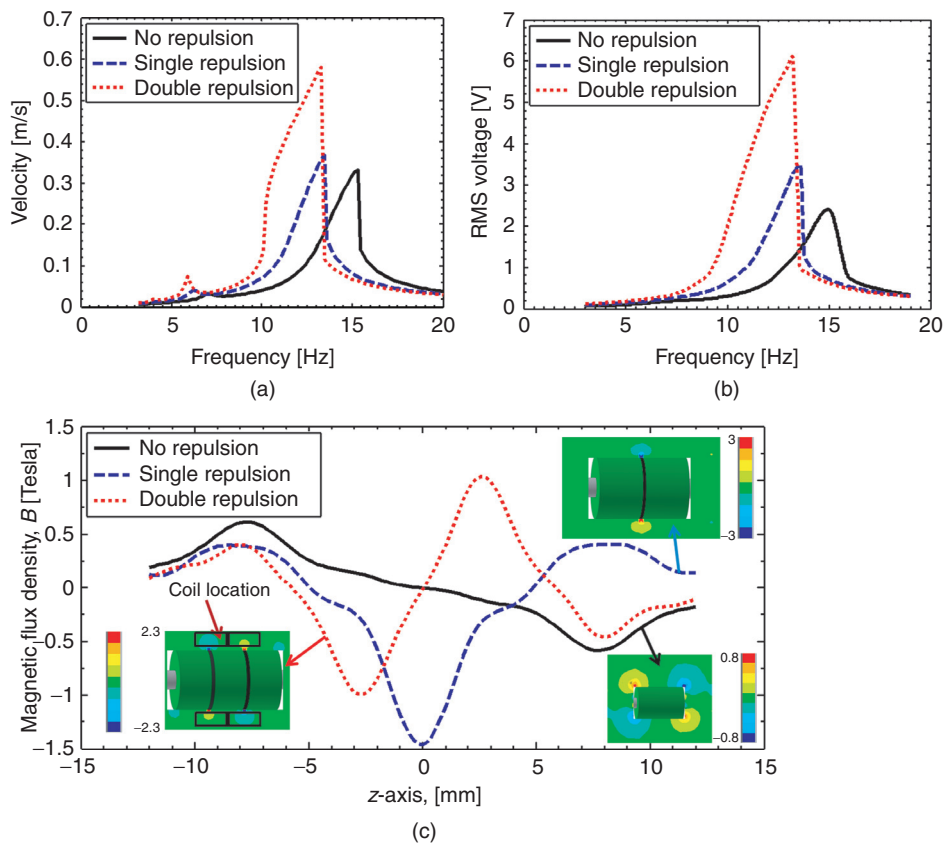 0.7
0.6
0.5
0.4
0.3
0.2
0.1
0
Velocity [m/s]
No repulsion
Single repulsion
Double repulsion
0 5 10 15 20
Frequency [Hz]
(a)
7
6
5
4
3
2
1
0
RMS voltage [V]
No repulsion
Single repulsion
Double repulsion
0 5 10 15 20
Frequency [Hz]
(b)
1.5
1
0.5
0
−0.5
−1
−1.5
Magnetic flux density, B [Tesla]
No repulsion
Single repulsion
Double repulsion
3
−3
Coil location
2.3
−2.3
0.8
−0.8
−15 −10 −5 0 5 10 15
z-axis, [mm]
(c)